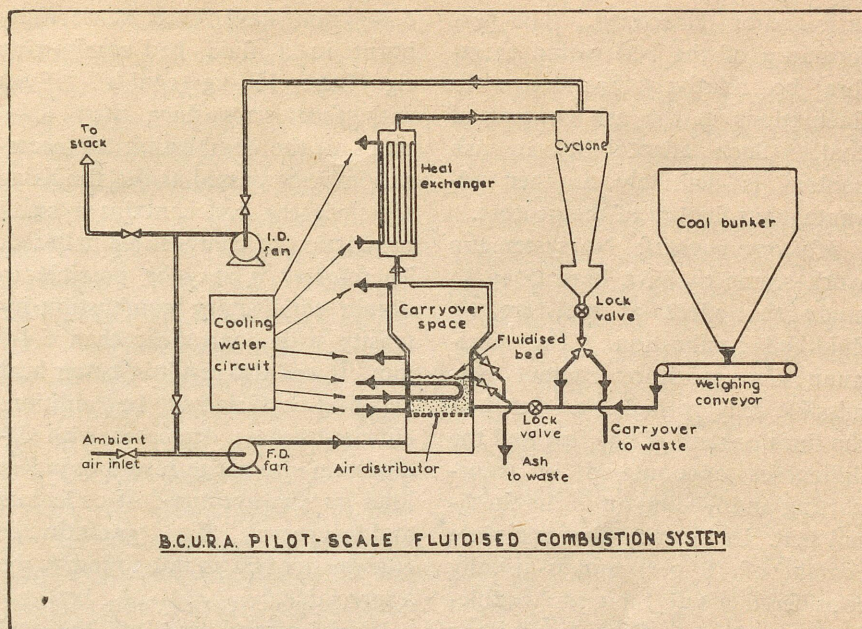 To
stack
I.D.
fan
Heat
exchanger
Cyclone
Coal bunker
Cooling
water
circuit
Carryover
space
Fluidised
bed
Lock
valve
Weighing
conveyor
Ambient
air inlet
F.D.
fan
Air distributor
Lock
valve
Ash
to waste
Carryover
to waste
B.C.U.R.A. PILOT-SCALE FLUIDISED COMBUSTION SYSTEM